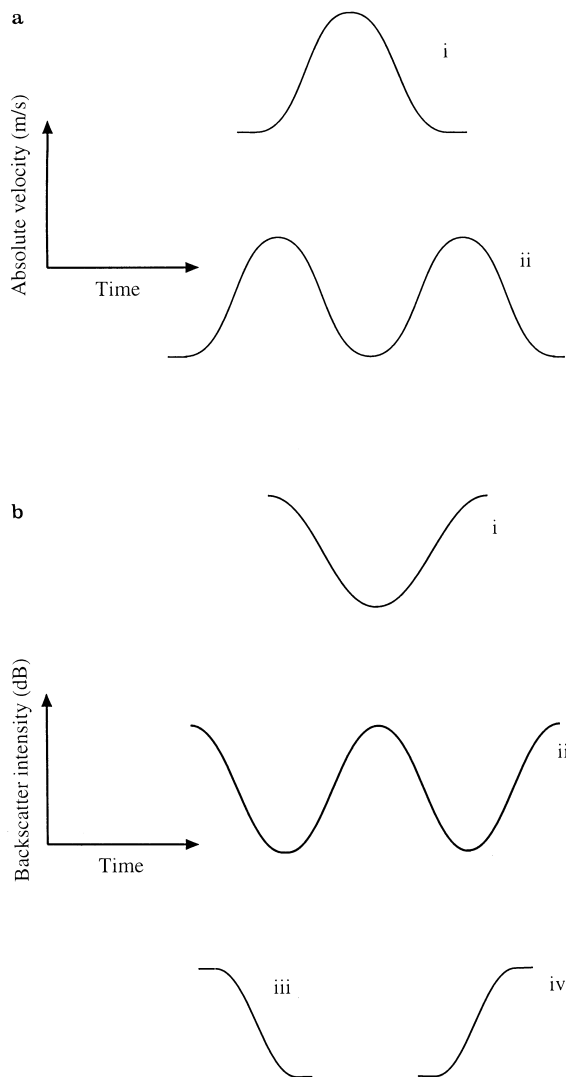 a
i
Absolute velocity (m/s)
ii
Time
b
i
Backscatter intensity (dB)
ii
Time
iii
iv